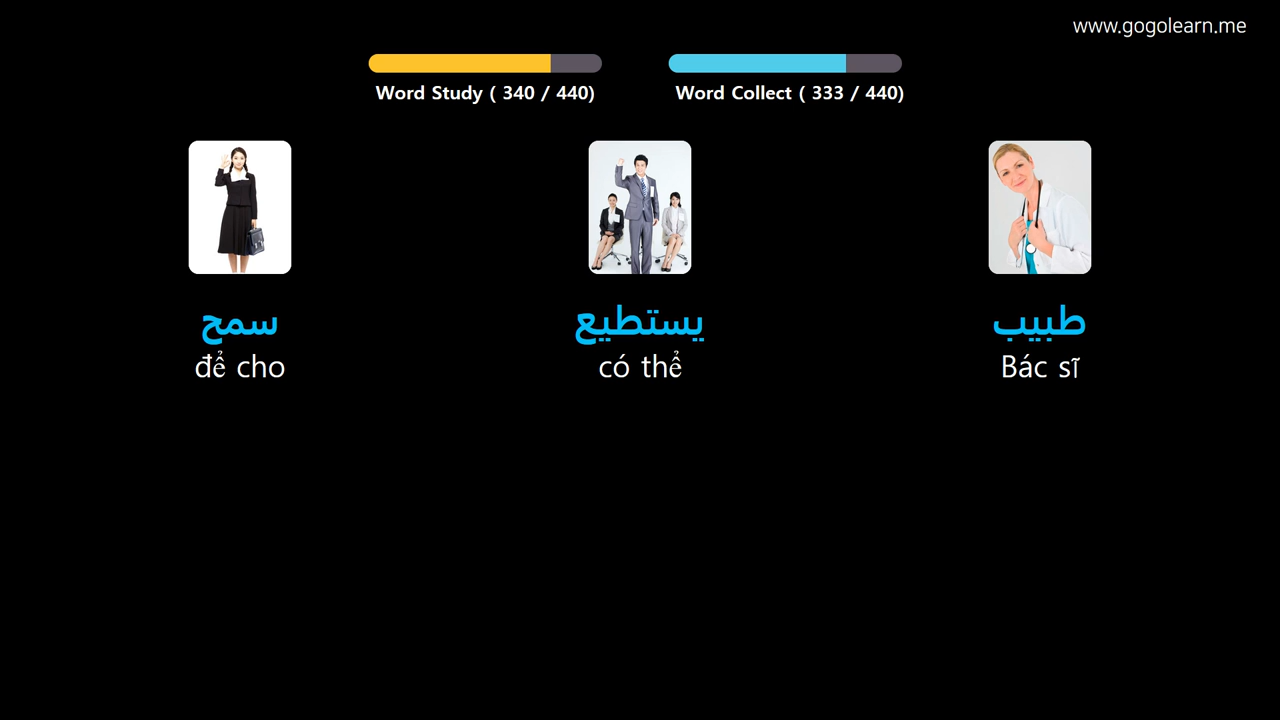 www.gogolearn.me
Word Study ( 340 / 440)
Word Collect ( 333 / 440)
سمح
để cho
يستطيع
có thể
طبيب
Bác sĩ